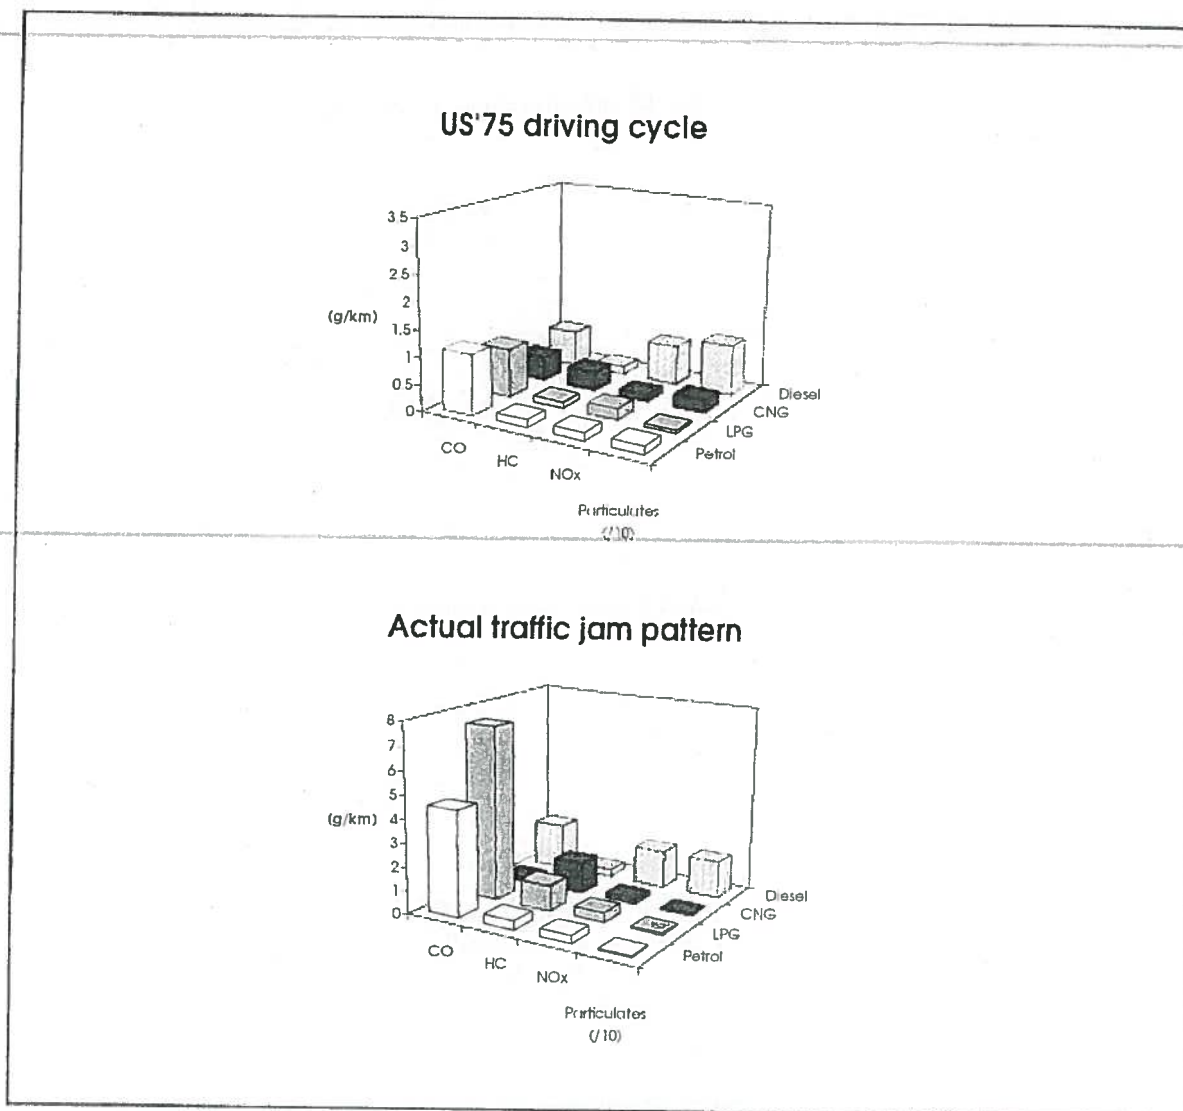 US'75 driving cycle
3.5
3
2.5
2
(g/km)
1.5
1
0.5
0
Diesel
CNG
LPG
Petrol
CO
HC
NOx
Particulates
(/10)
Actual traffic jam pattern
8
7
6
5
(g/km)
4
3
2
1
0
Diesel
CNG
LPG
Petrol
CO
HC
NOx
Particulates
(/10)